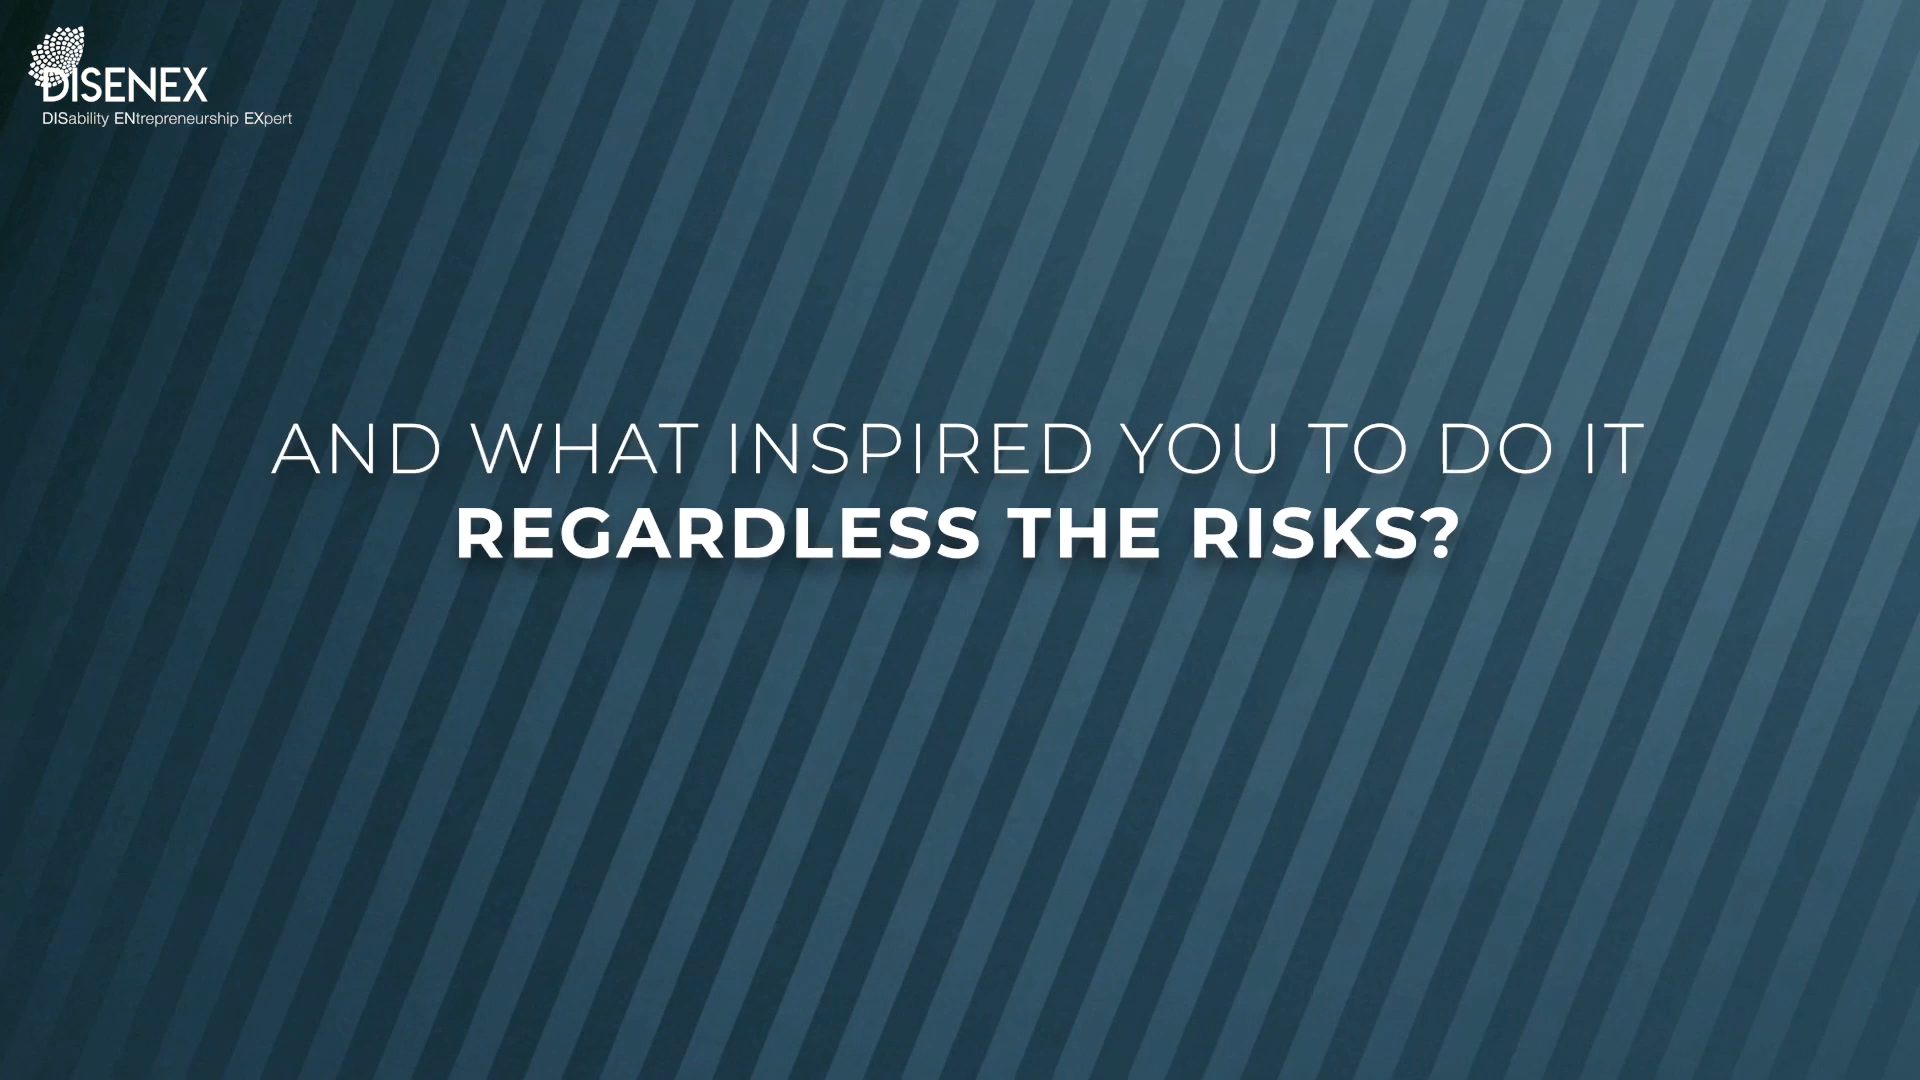 DISENEX
DISability ENtrepreneurship EXpert
AND WHAT INSPIRED YOU TO DO IT
REGARDLESS THE RISKS?